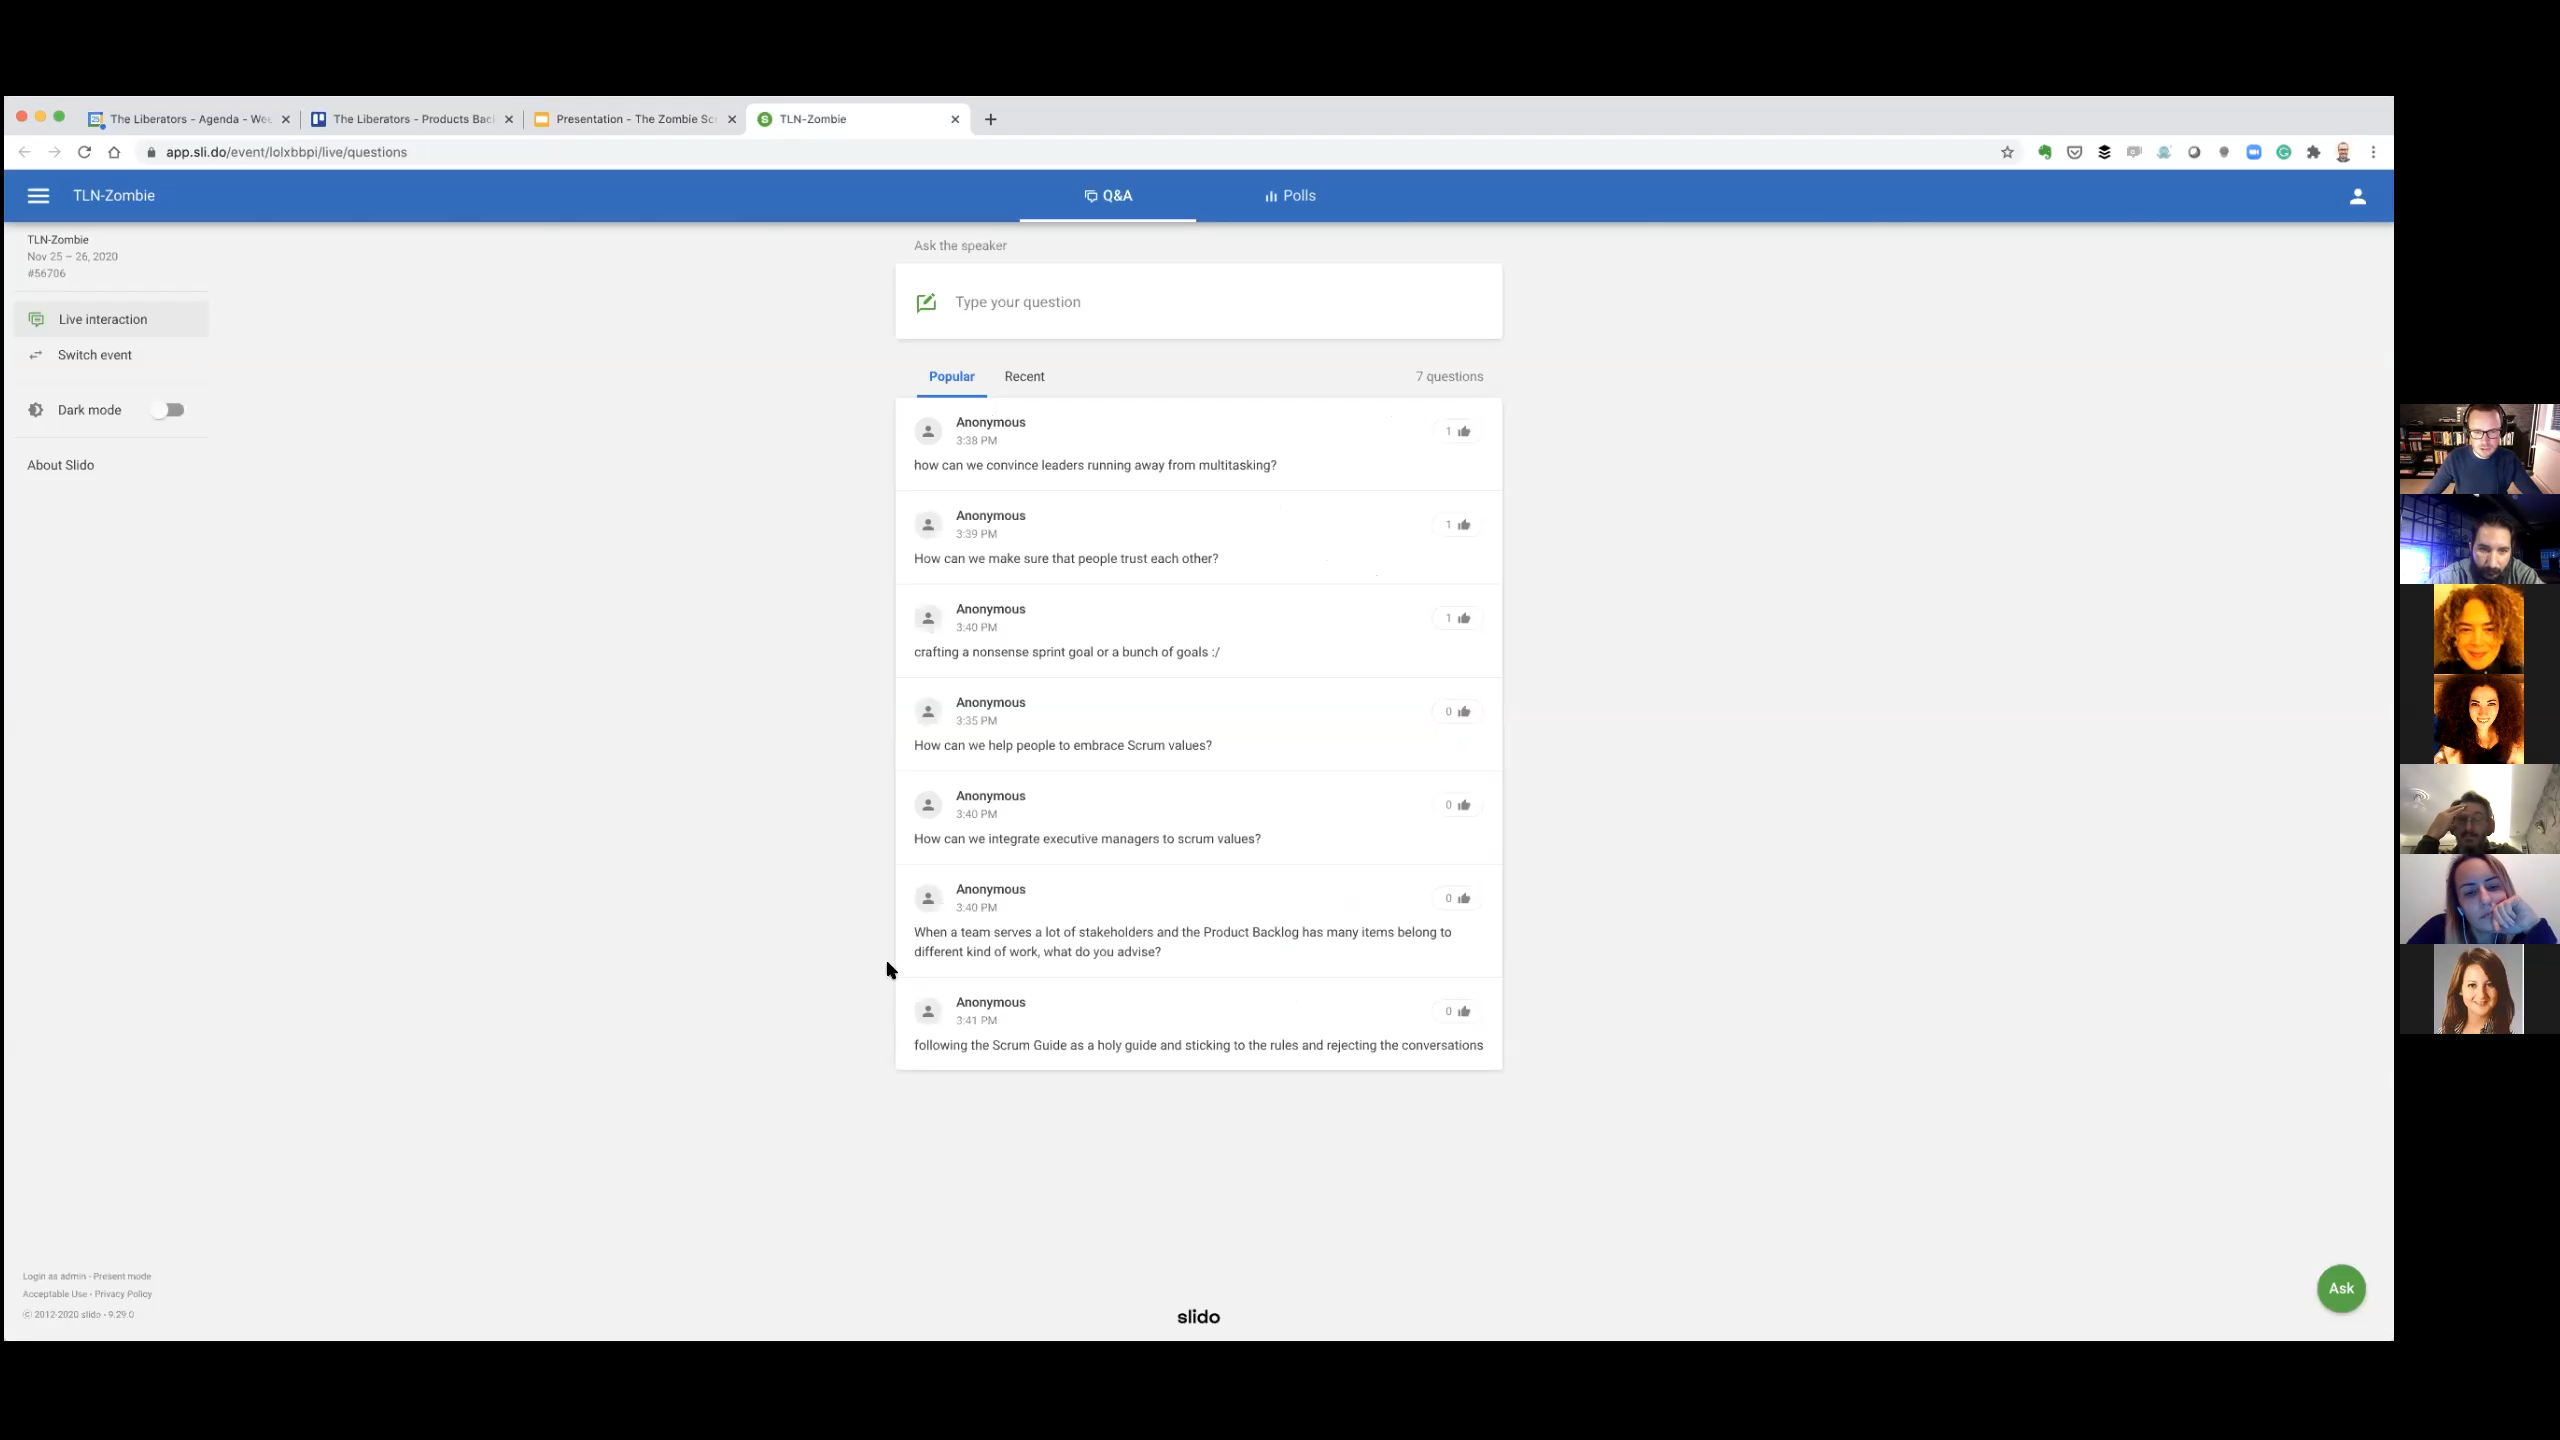 The Liberators - Agenda - Wee
The Liberators - Products Bac
Presentation - The Zombie Sc
TLN-Zombie
app.sli.do/event/lolxbbpi/live/questions
TLN-Zombie
Q&A
Polls
TLN-Zombie
Nov 25 – 26, 2020
#56706
Live interaction
Switch event
Dark mode
About Slido
Ask the speaker
Type your question
Popular
Recent
7 questions
Anonymous
3:38 PM
1
how can we convince leaders running away from multitasking?
Anonymous
3:39 PM
1
How can we make sure that people trust each other?
Anonymous
3:40 PM
1
crafting a nonsense sprint goal or a bunch of goals :/
Anonymous
3:35 PM
0
How can we help people to embrace Scrum values?
Anonymous
3:40 PM
0
How can we integrate executive managers to scrum values?
Anonymous
3:40 PM
0
When a team serves a lot of stakeholders and the Product Backlog has many items belong to
different kind of work, what do you advise?
Anonymous
3:41 PM
0
following the Scrum Guide as a holy guide and sticking to the rules and rejecting the conversations
Login as admin - Present mode
Acceptable Use - Privacy Policy
© 2012-2020 slido - 9.29.0
slido
Ask